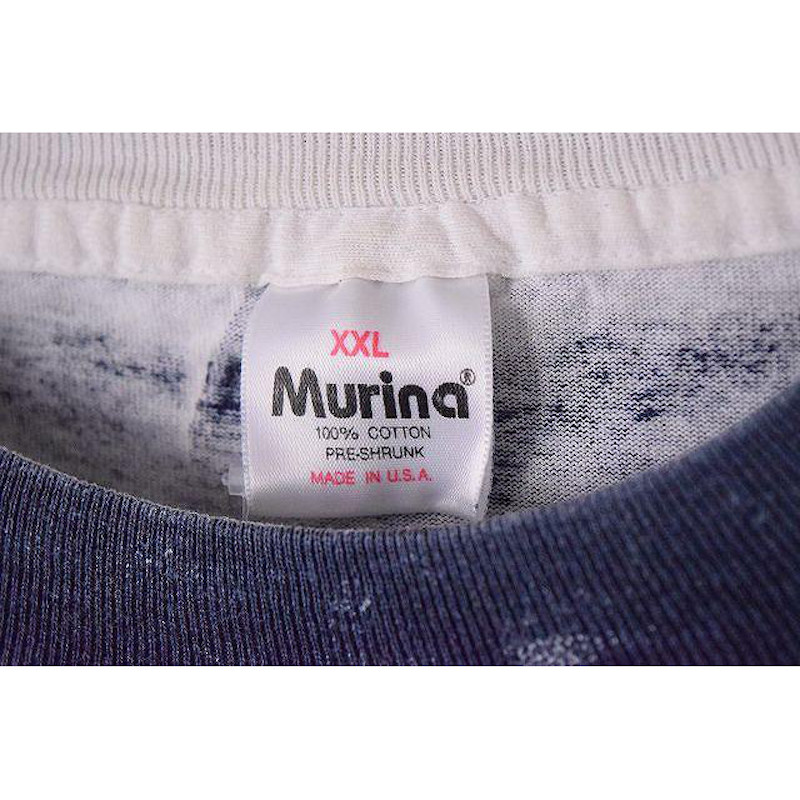 XXL
Murina®
100% COTTON
PRE-SHRUNK
MADE IN U.S.A.